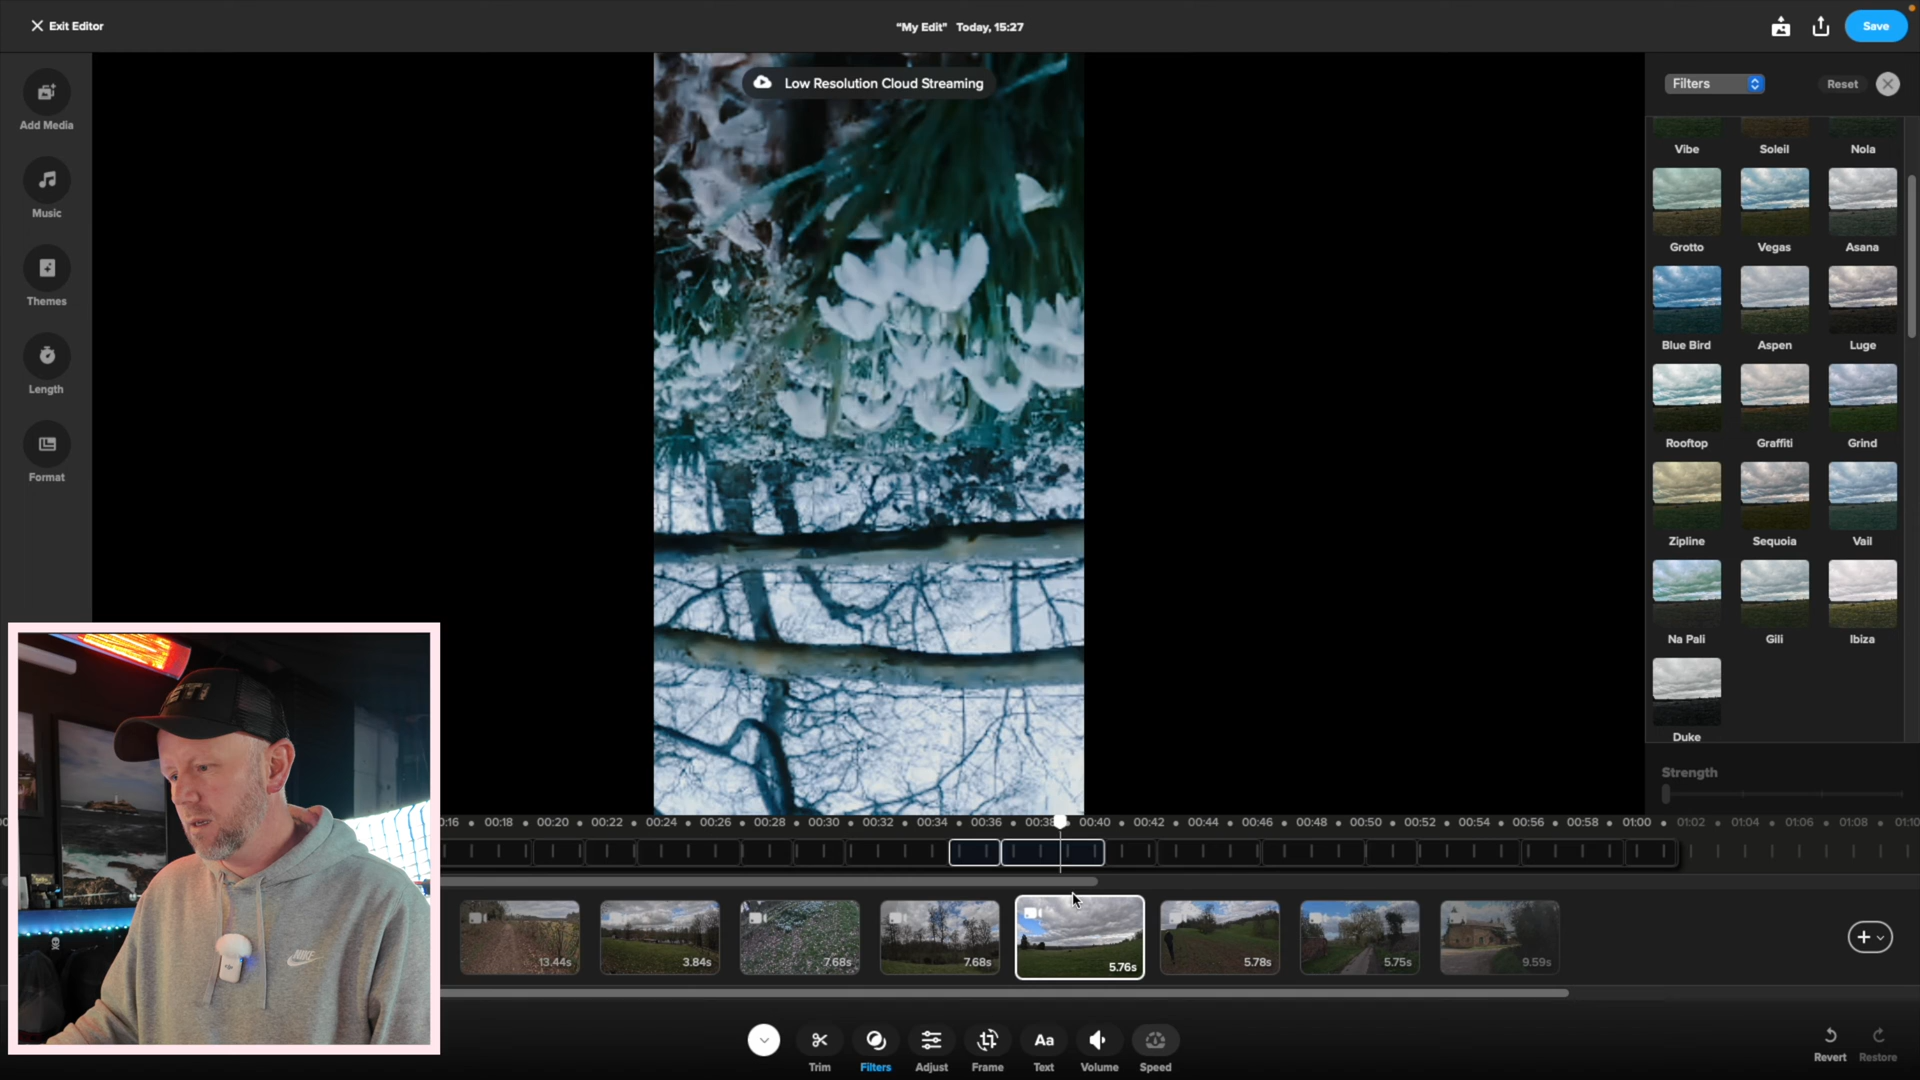 Exit Editor
"My Edit" Today, 15:27
Save
Low Resolution Cloud Streaming
Filters
Reset
Add Media
Music
Themes
Length
Format
Vibe
Soleil
Nola
Grotto
Vegas
Asana
Blue Bird
Aspen
Luge
Rooftop
Graffiti
Grind
Zipline
Sequoia
Vail
Na Pali
Gili
Ibiza
Duke
Strength
:16 00:18 00:20 00:22 00:24 00:26 00:28 00:30 00:32 00:34 00:36 00:38 00:40 00:42 00:44 00:46 00:48 00:50 00:52 00:54 00:56 00:58 01:00 01:02 01:04 01:06 01:08 01:10
13.44s
3.84s
7.68s
7.68s
5.76s
5.78s
5.75s
9.59s
NIKE
Trim
Filters
Adjust
Frame
Aa
Text
Volume
Speed
Revert
Restore